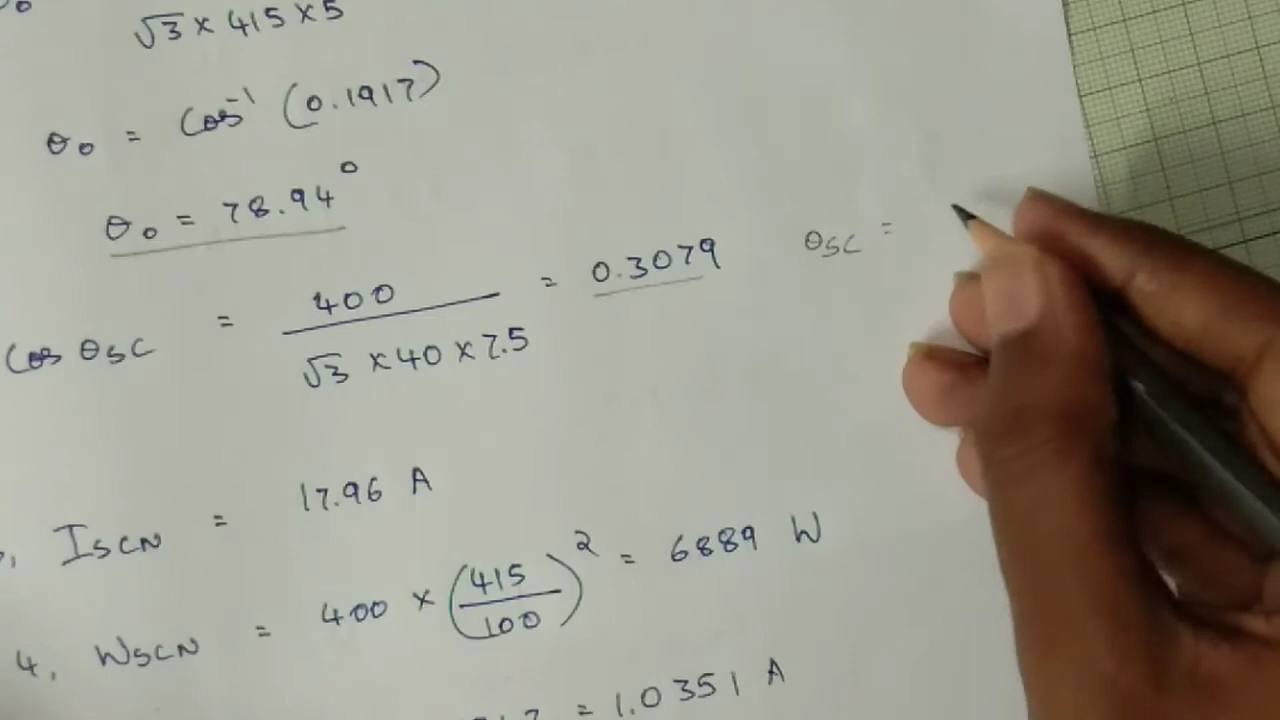 √3 × 415 × 5
θ₀ = Cos⁻¹ (0.1917)
θ₀ = 78.94°
Cos θSC = 400 / √3 × 40 × 7.5 = 0.3079 θSC =
ISCN = 17.96 A
4, WSCN = 400 × (415/100)² = 6889 W
= 1.0351 A